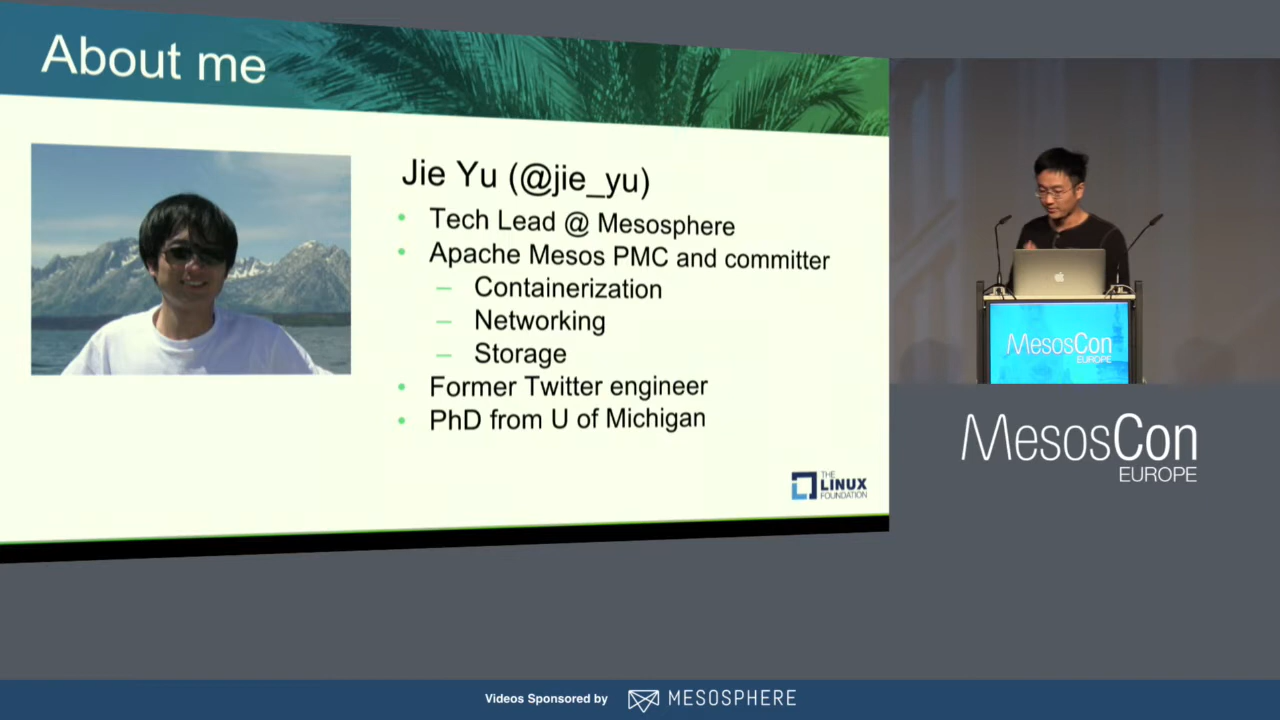 About me
Jie Yu (@jie_yu)
• Tech Lead @ Mesosphere
• Apache Mesos PMC and committer
– Containerization
– Networking
– Storage
• Former Twitter engineer
• PhD from U of Michigan
THE
LINUX
FOUNDATION
MesosCon
EUROPE
MesosCon
EUROPE
Videos Sponsored by MESOSPHERE